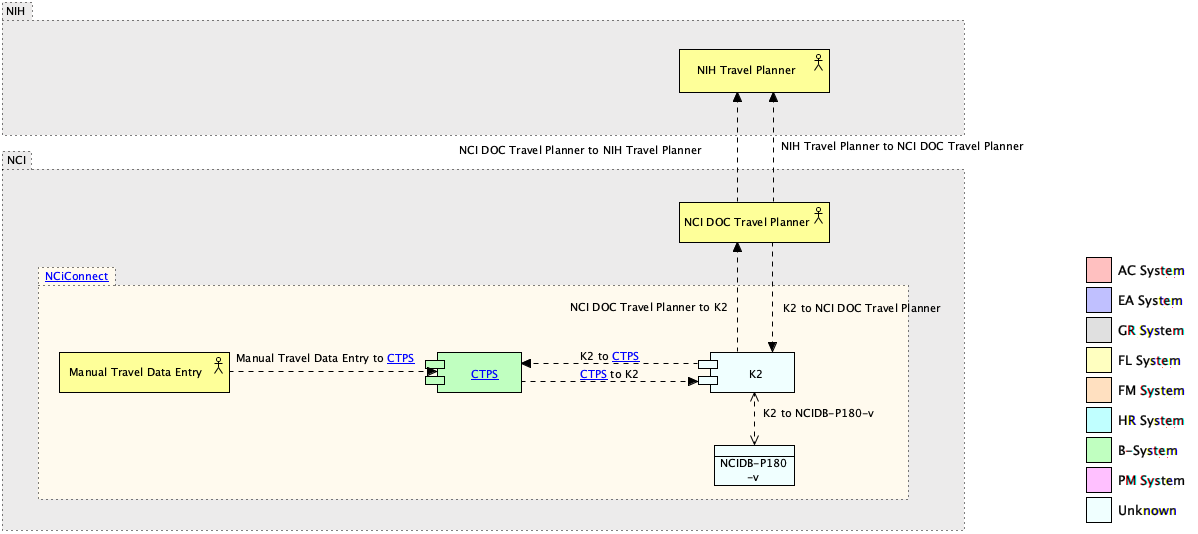 NIH
NIH Travel Planner
NCI DOC Travel Planner to NIH Travel Planner
NIH Travel Planner to NCI DOC Travel Planner
NCI
NCI DOC Travel Planner
NCiConnect
NCI DOC Travel Planner to K2
K2 to NCI DOC Travel Planner
Manual Travel Data Entry
Manual Travel Data Entry to CTPS
CTPS
K2 to CTPS
CTPS to K2
K2
K2 to NCIDB-P180-v
NCIDB-P180
-v
AC System
EA System
GR System
FL System
FM System
HR System
B-System
PM System
Unknown